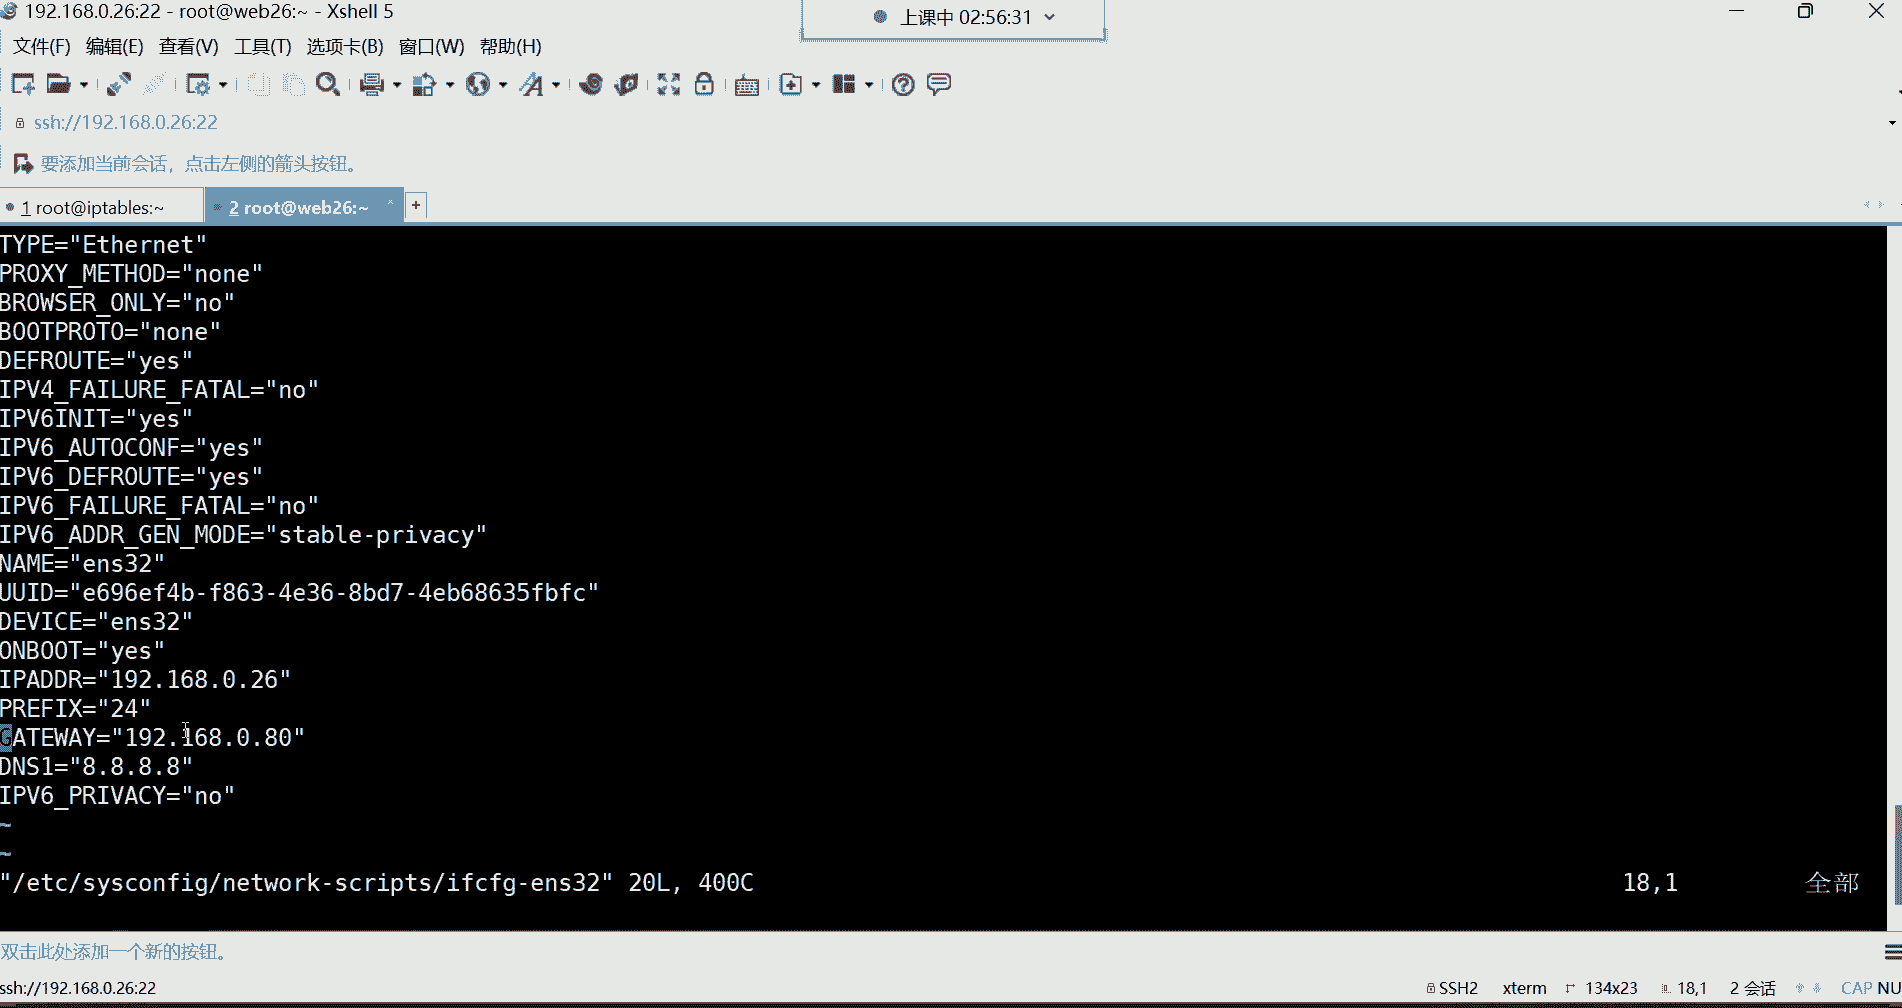 192.168.0.26:22 - root@web26:~ - Xshell 5
上课中 02:56:31
文件(F) 编辑(E) 查看(V) 工具(T) 选项卡(B) 窗口(W) 帮助(H)
ssh://192.168.0.26:22
要添加当前会话，点击左侧的箭头按钮。
1 root@iptables:~
2 root@web26:~
TYPE="Ethernet"
PROXY_METHOD="none"
BROWSER_ONLY="no"
BOOTPROTO="none"
DEFROUTE="yes"
IPV4_FAILURE_FATAL="no"
IPV6INIT="yes"
IPV6_AUTOCONF="yes"
IPV6_DEFROUTE="yes"
IPV6_FAILURE_FATAL="no"
IPV6_ADDR_GEN_MODE="stable-privacy"
NAME="ens32"
UUID="e696ef4b-f863-4e36-8bd7-4eb68635fbfc"
DEVICE="ens32"
ONBOOT="yes"
IPADDR="192.168.0.26"
PREFIX="24"
GATEWAY="192.168.0.80"
DNS1="8.8.8.8"
IPV6_PRIVACY="no"
~
~
"/etc/sysconfig/network-scripts/ifcfg-ens32" 20L, 400C 18,1 全部
双击此处添加一个新的按钮。
ssh://192.168.0.26:22 SSH2 xterm 134x23 18,1 2 会话 CAP NU